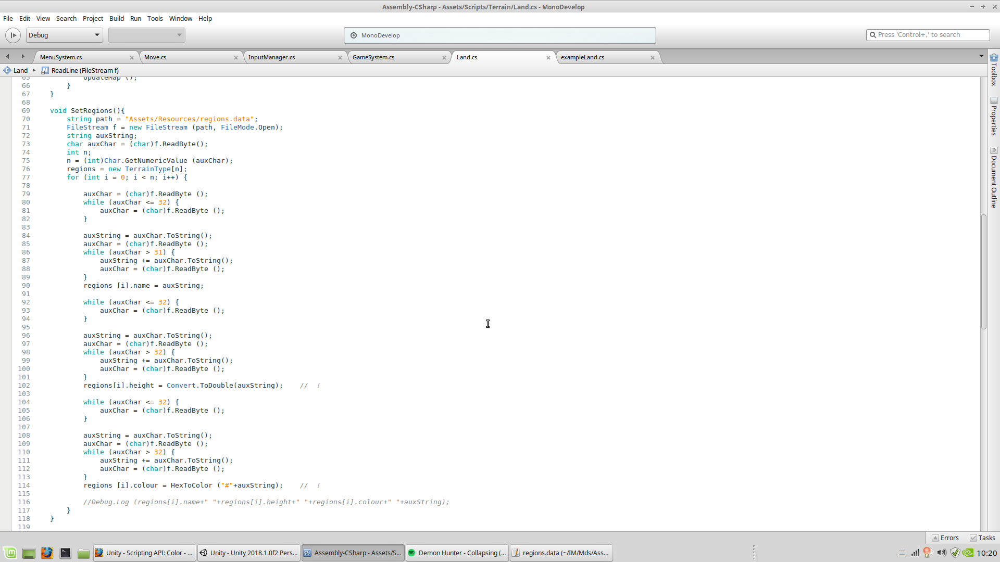 Assembly-CSharp - Assets/Scripts/Terrain/Land.cs - MonoDevelop
File Edit View Search Project Build Run Tools Window Help
Debug
MonoDevelop
Press 'Control+,' to search
MenuSystem.cs Move.cs InputManager.cs GameSystem.cs Land.cs exampleLand.cs
Land ReadLine (FileStream f)
65 UpdateMap ();
66 }
67 }
68
69 void SetRegions(){
70 string path = "Assets/Resources/regions.data";
71 FileStream f = new FileStream (path, FileMode.Open);
72 string auxString;
73 char auxChar = (char)f.ReadByte();
74 int n;
75 n = (int)Char.GetNumericValue (auxChar);
76 regions = new TerrainType[n];
77 for (int i = 0; i < n; i++) {
78
79 auxChar = (char)f.ReadByte ();
80 while (auxChar <= 32) {
81 auxChar = (char)f.ReadByte ();
82 }
83
84 auxString = auxChar.ToString();
85 auxChar = (char)f.ReadByte ();
86 while (auxChar > 31) {
87 auxString += auxChar.ToString();
88 auxChar = (char)f.ReadByte ();
89 }
90 regions [i].name = auxString;
91
92 while (auxChar <= 32) {
93 auxChar = (char)f.ReadByte ();
94 }
95
96 auxString = auxChar.ToString();
97 auxChar = (char)f.ReadByte ();
98 while (auxChar > 32) {
99 auxString += auxChar.ToString();
100 auxChar = (char)f.ReadByte ();
101 }
102 regions[i].height = Convert.ToDouble(auxString); // !
103
104 while (auxChar <= 32) {
105 auxChar = (char)f.ReadByte ();
106 }
107
108 auxString = auxChar.ToString();
109 auxChar = (char)f.ReadByte ();
110 while (auxChar > 32) {
111 auxString += auxChar.ToString();
112 auxChar = (char)f.ReadByte ();
113 }
114 regions [i].colour = HexToColor ("#"+auxString); // !
115
116 //Debug.Log (regions[i].name+" "+regions[i].height+" "+regions[i].colour+" "+auxString);
117 }
118 }
119
Toolbox
Properties
Document Outline
Errors Tasks
Unity - Scripting API: Color - ... Unity - Unity 2018.1.0f2 Pers... Assembly-CSharp - Assets/S... Demon Hunter - Collapsing (... regions.data (~/IM/Mds/Ass... 10:20